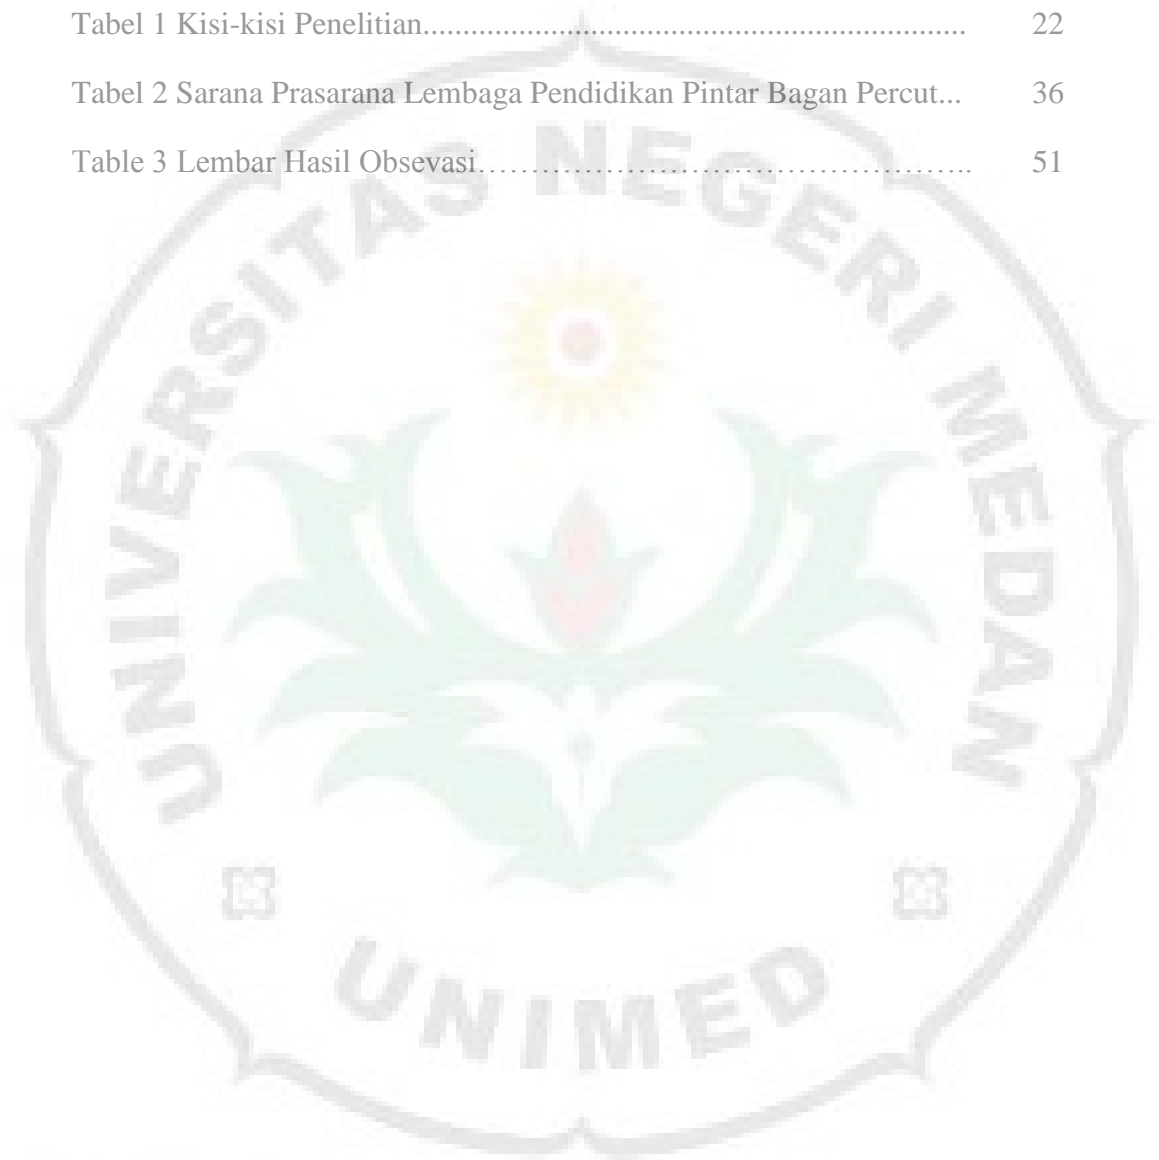 Tabel 1 Kisi-kisi Penelitian.................................................................. 22
Tabel 2 Sarana Prasarana Lembaga Pendidikan Pintar Bagan Percut... 36
Table 3 Lembar Hasil Obsevasi………………………………………….. 51
UNIVERSITAS NEGERI MEDAN
UNIMED